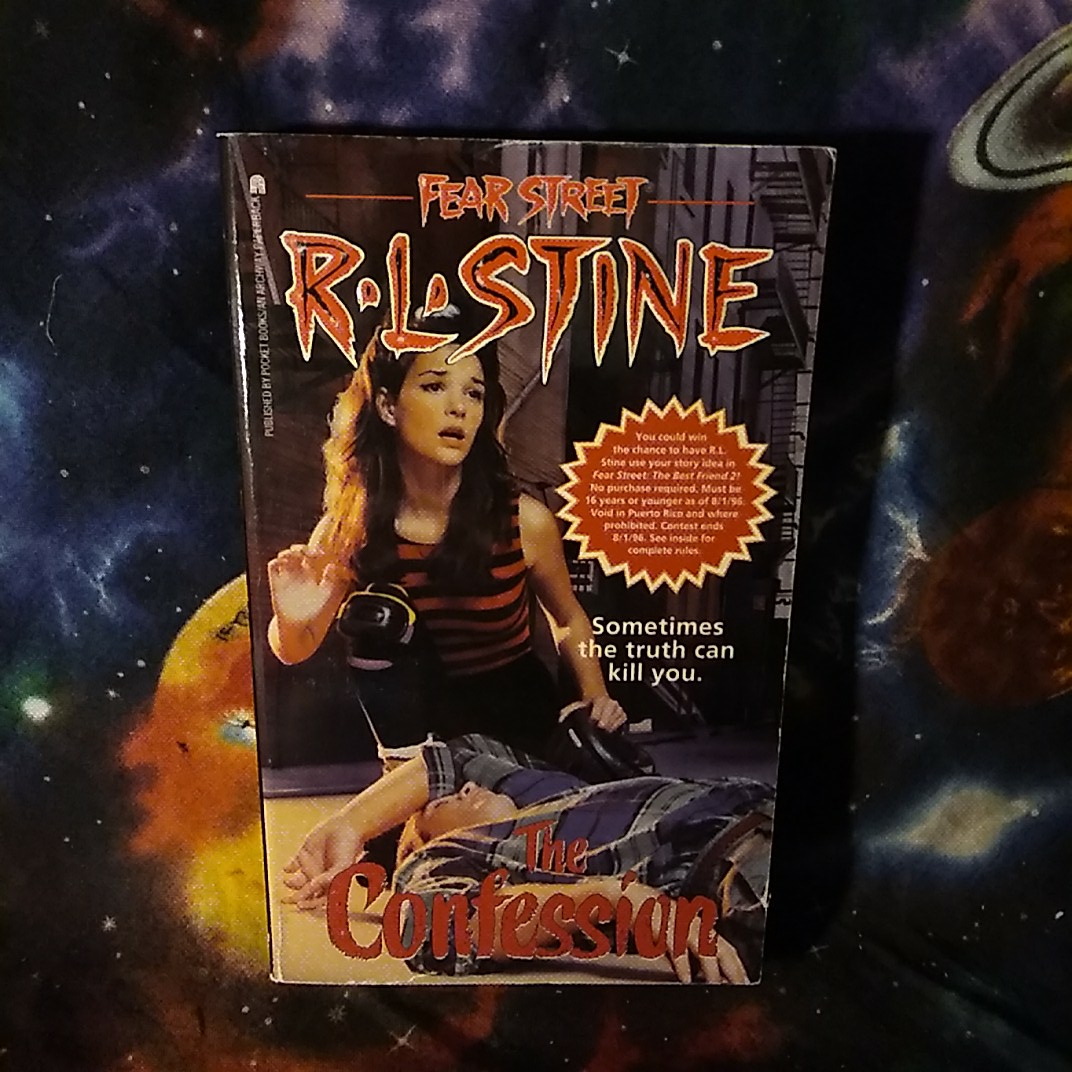 FEAR STREET
R·L·STINE
PUBLISHED BY POCKET BOOKS/AN ARCHWAY PAPERBACK
You could win
the chance to have R.L.
Stine use your story idea in
Fear Street: The Best Friend 2!
No purchase required. Must be
16 years or younger as of 8/1/96.
Void in Puerto Rico and where
prohibited. Contest ends
8/1/96. See inside for
complete rules.
Sometimes
the truth can
kill you.
The
Confession